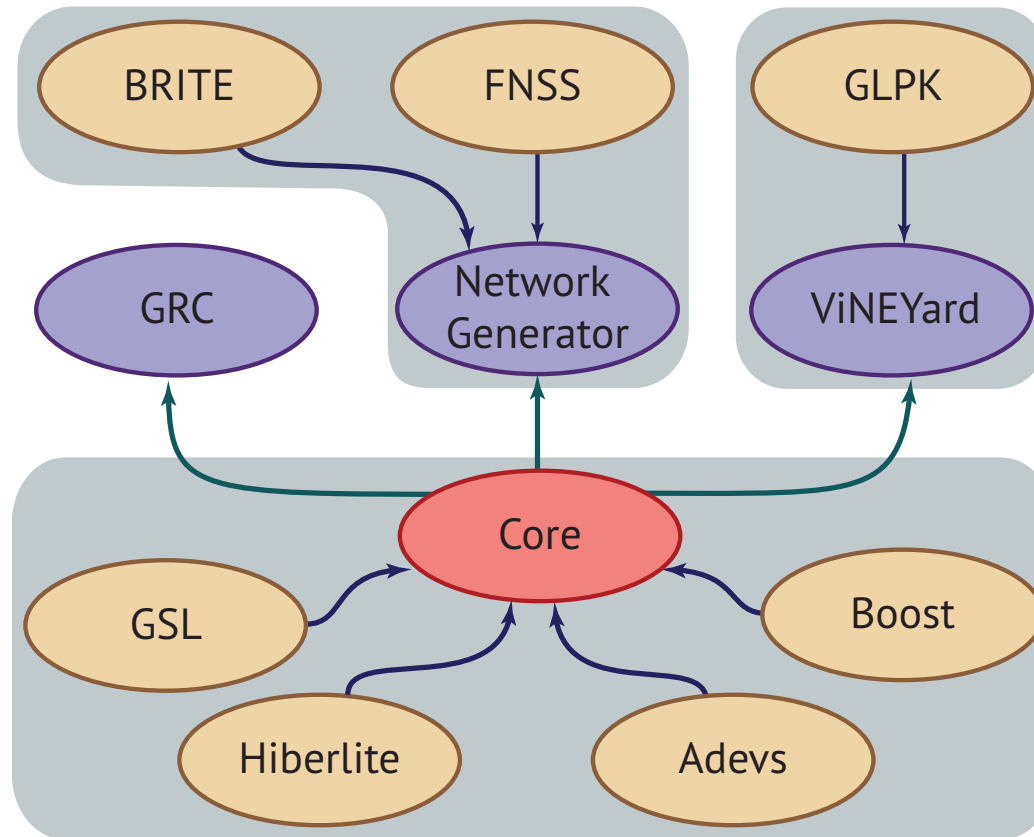 BRITE
FNSS
GLPK
GRC
Network
Generator
ViNEYard
Core
GSL
Boost
Hiberlite
Adevs